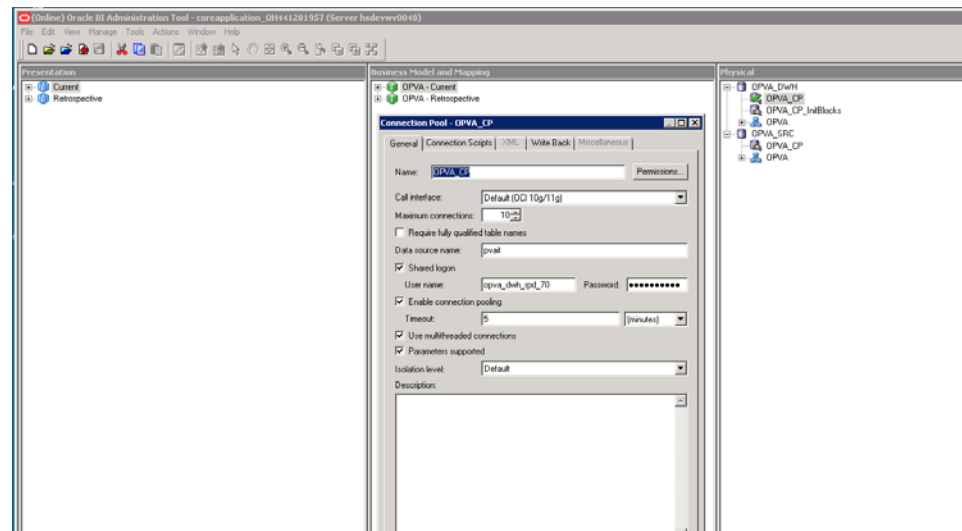 (Online) Oracle BI Administration Tool - coreapplication_OH441201957 (Server hsdevwv0040)
File Edit View Manage Tools Actions Window Help
Presentation
Current
Retrospective
Business Model and Mapping
OPVA - Current
OPVA - Retrospective
Physical
OPVA_DWH
OPVA_CP
OPVA_CP_InitBlocks
OPVA
OPVA_SRC
OPVA_CP
OPVA
Connection Pool - OPVA_CP
General Connection Scripts XML Write Back Miscellaneous
Name: OPVA_CP Permissions...
Call interface: Default (OCI 10g/11g)
Maximum connections: 10
Require fully qualified table names
Data source name: pvait
Shared logon
User name: opva_dwh_rpd_70 Password: ●●●●●●●●●●
Enable connection pooling
Timeout: 5 (minutes)
Use multithreaded connections
Parameters supported
Isolation level: Default
Description: